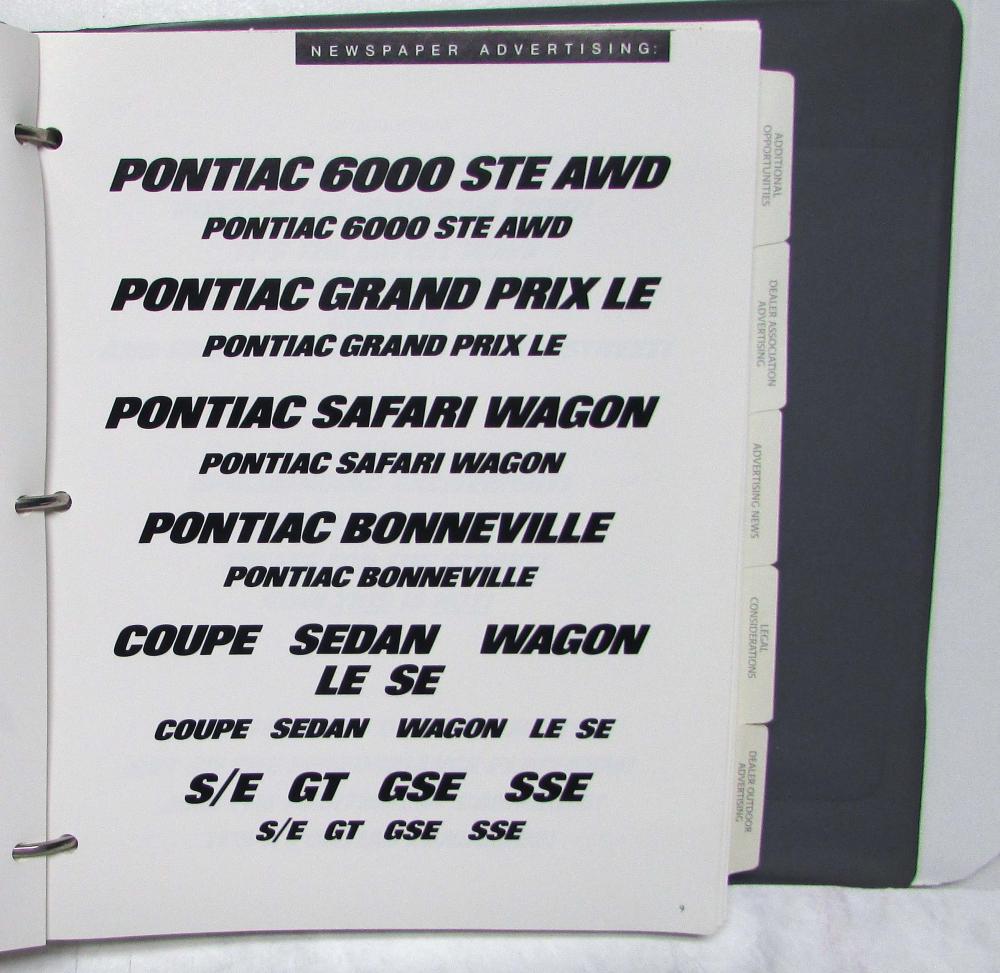 NEWSPAPER ADVERTISING:
PONTIAC 6000 STE AWD
PONTIAC 6000 STE AWD
PONTIAC GRAND PRIX LE
PONTIAC GRAND PRIX LE
PONTIAC SAFARI WAGON
PONTIAC SAFARI WAGON
PONTIAC BONNEVILLE
PONTIAC BONNEVILLE
COUPE SEDAN WAGON
LE SE
COUPE SEDAN WAGON LE SE
S/E GT GSE SSE
S/E GT GSE SSE
9
ADDITIONAL
OPPORTUNITIES
DEALER ASSOCIATION
ADVERTISING
ADVERTISING NEWS
LEGAL
CONSIDERATIONS
DEALER OUTDOOR
ADVERTISING